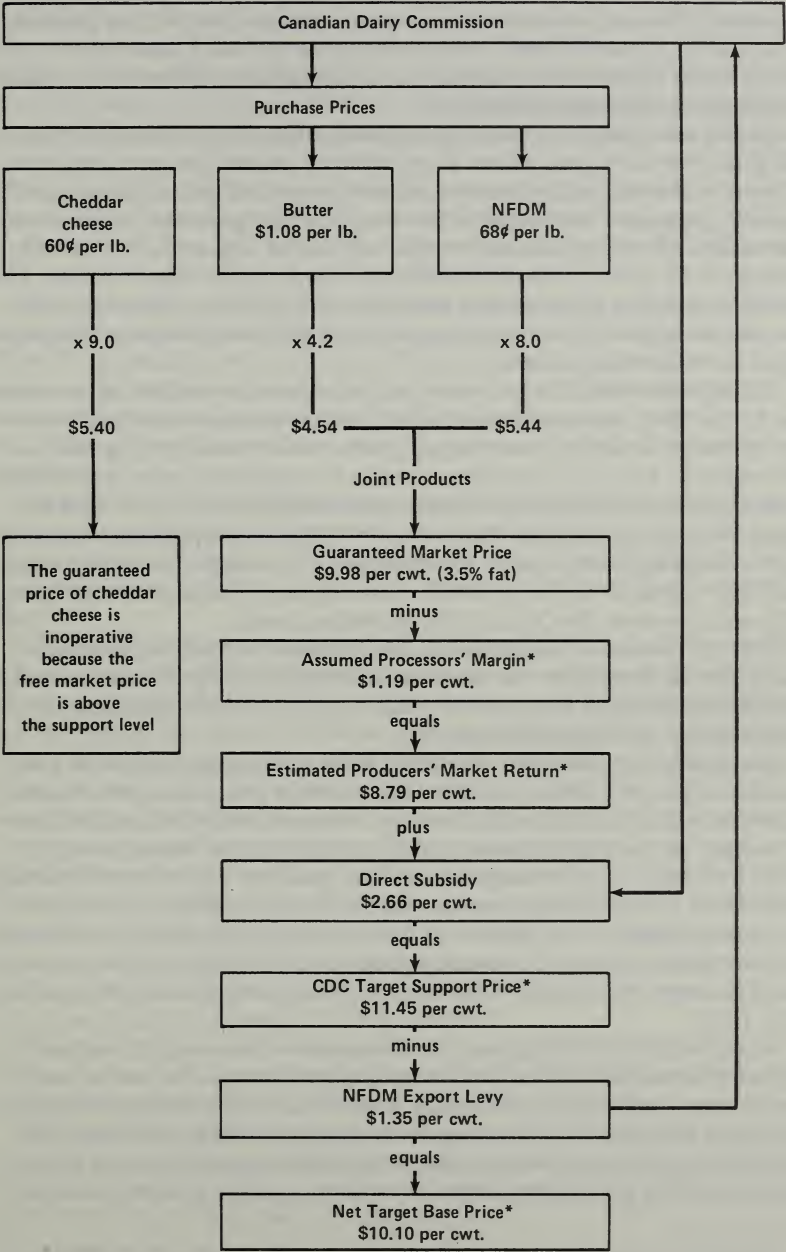 Canadian Dairy Commission
Purchase Prices
Cheddar
cheese
60¢ per lb.
Butter
$1.08 per lb.
NFDM
68¢ per lb.
x 9.0
x 4.2
x 8.0
$5.40
$4.54
$5.44
Joint Products
The guaranteed
price of cheddar
cheese is
inoperative
because the
free market price
is above
the support level
Guaranteed Market Price
$9.98 per cwt. (3.5% fat)
minus
Assumed Processors' Margin*
$1.19 per cwt.
equals
Estimated Producers' Market Return*
$8.79 per cwt.
plus
Direct Subsidy
$2.66 per cwt.
equals
CDC Target Support Price*
$11.45 per cwt.
minus
NFDM Export Levy
$1.35 per cwt.
equals
Net Target Base Price*
$10.10 per cwt.